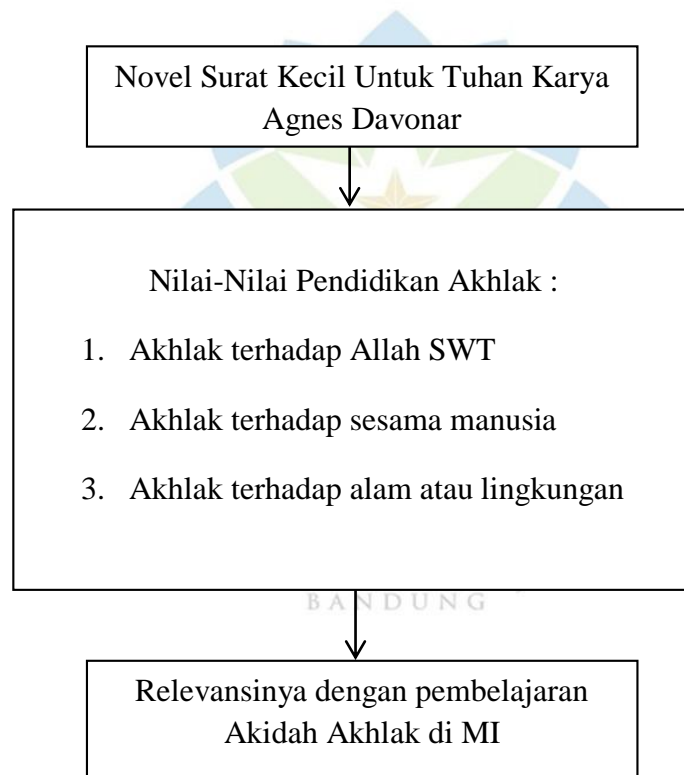 Novel Surat Kecil Untuk Tuhan Karya
Agnes Davonar
Nilai-Nilai Pendidikan Akhlak :
1. Akhlak terhadap Allah SWT
2. Akhlak terhadap sesama manusia
3. Akhlak terhadap alam atau lingkungan
BANDUNG
Relevansinya dengan pembelajaran
Akidah Akhlak di MI